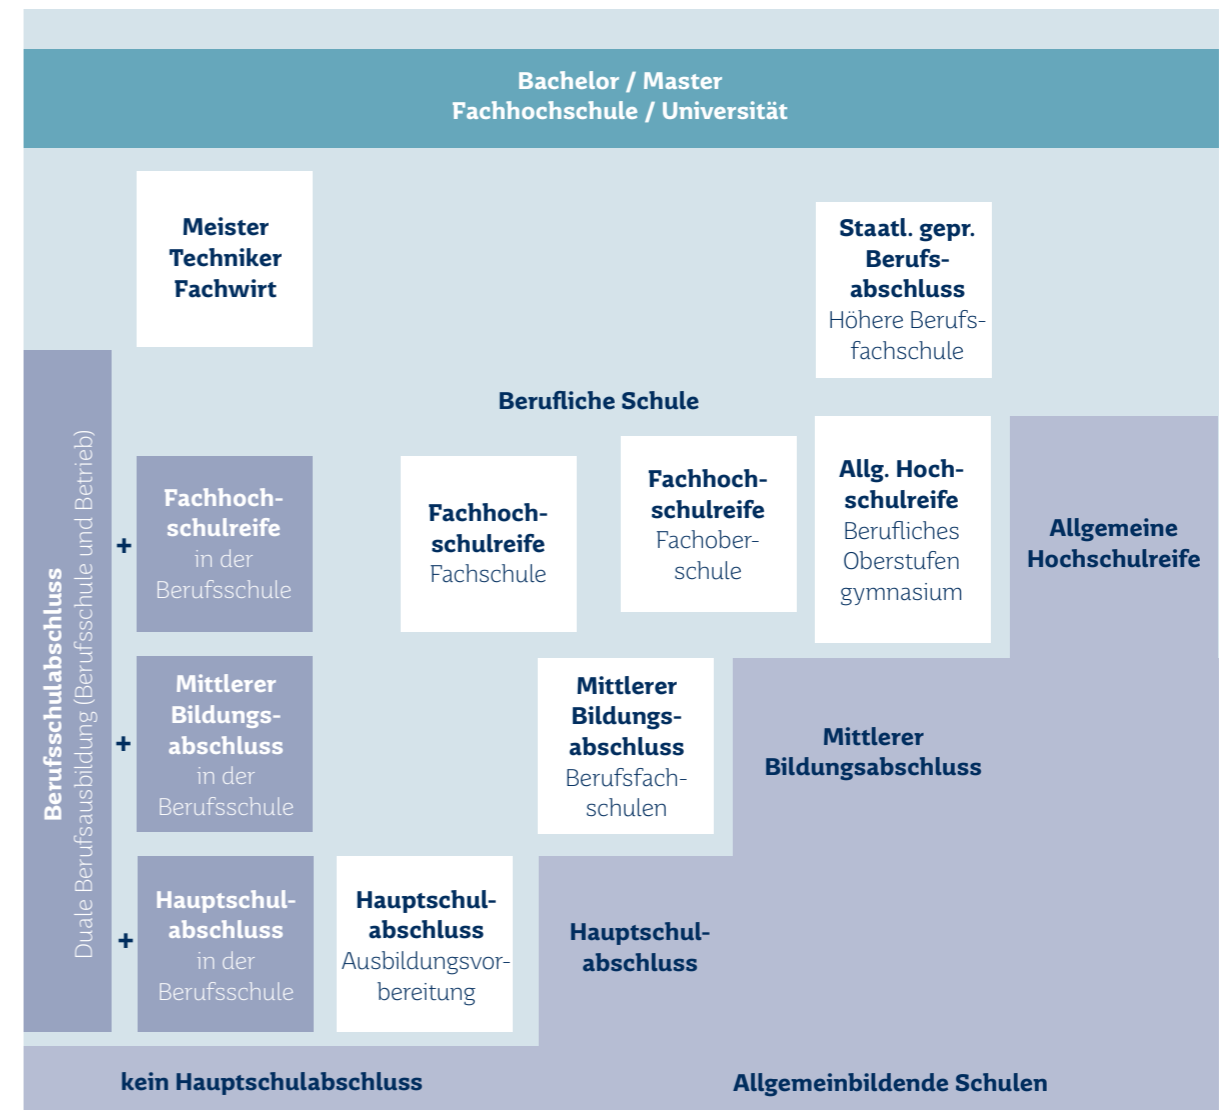 Bachelor / Master
Fachhochschule / Universität
Meister
Techniker
Fachwirt
Staatl. gepr.
Berufs-
abschluss
Höhere Berufs-
fachschule
Berufliche Schule
Berufsschulabschluss
Duale Berufsausbildung (Berufsschule und Betrieb)
+
Fachhoch-
schulreife
in der
Berufsschule
Fachhoch-
schulreife
Fachschule
Fachhoch-
schulreife
Fachober-
schule
Allg. Hoch-
schulreife
Berufliches
Oberstufen
gymnasium
Allgemeine
Hochschulreife
+
Mittlerer
Bildungs-
abschluss
in der
Berufsschule
Mittlerer
Bildungs-
abschluss
Berufsfach-
schulen
Mittlerer
Bildungsabschluss
+
Hauptschul-
abschluss
in der
Berufsschule
Hauptschul-
abschluss
Ausbildungsvor-
bereitung
Hauptschul-
abschluss
kein Hauptschulabschluss
Allgemeinbildende Schulen